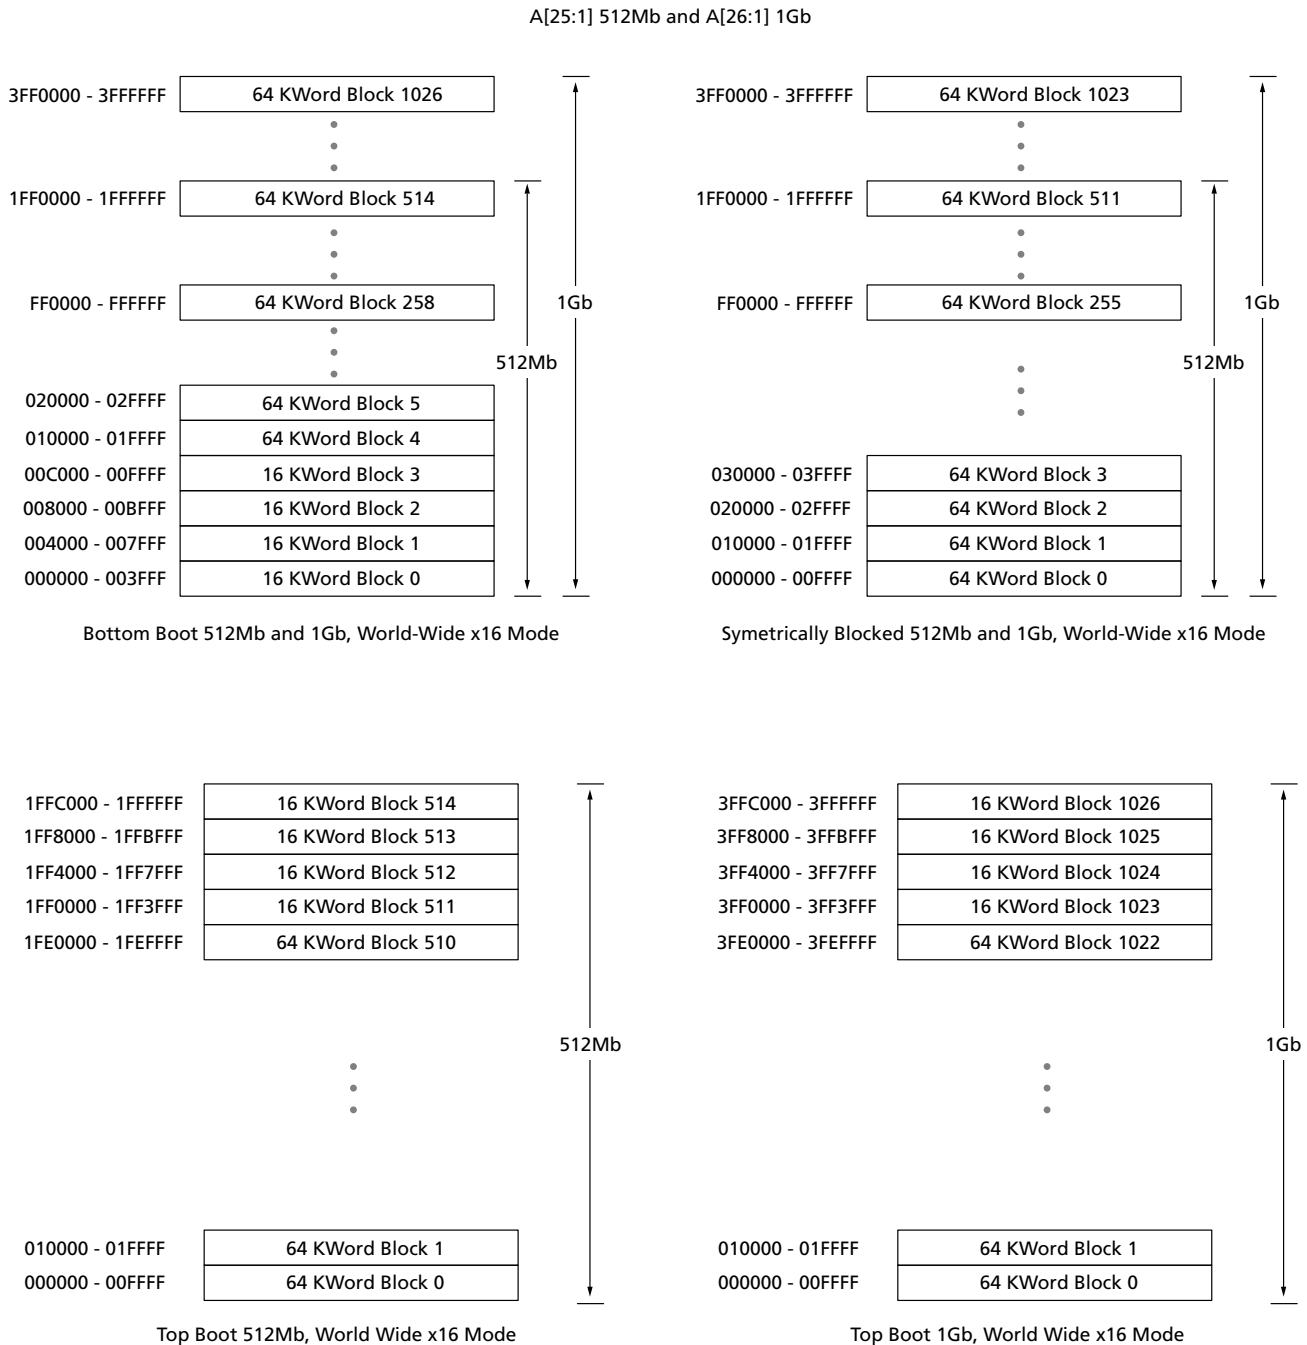 A[25:1] 512Mb and A[26:1] 1Gb
3FF0000 - 3FFFFFF 64 KWord Block 1026
1FF0000 - 1FFFFFF 64 KWord Block 514
FF0000 - FFFFFF 64 KWord Block 258
1Gb
512Mb
020000 - 02FFFF 64 KWord Block 5
010000 - 01FFFF 64 KWord Block 4
00C000 - 00FFFF 16 KWord Block 3
008000 - 00BFFF 16 KWord Block 2
004000 - 007FFF 16 KWord Block 1
000000 - 003FFF 16 KWord Block 0
Bottom Boot 512Mb and 1Gb, World-Wide x16 Mode
3FF0000 - 3FFFFFF 64 KWord Block 1023
1FF0000 - 1FFFFFF 64 KWord Block 511
FF0000 - FFFFFF 64 KWord Block 255
1Gb
512Mb
030000 - 03FFFF 64 KWord Block 3
020000 - 02FFFF 64 KWord Block 2
010000 - 01FFFF 64 KWord Block 1
000000 - 00FFFF 64 KWord Block 0
Symetrically Blocked 512Mb and 1Gb, World-Wide x16 Mode
1FFC000 - 1FFFFFF 16 KWord Block 514
1FF8000 - 1FFBFFF 16 KWord Block 513
1FF4000 - 1FF7FFF 16 KWord Block 512
1FF0000 - 1FF3FFF 16 KWord Block 511
1FE0000 - 1FEFFFF 64 KWord Block 510
512Mb
010000 - 01FFFF 64 KWord Block 1
000000 - 00FFFF 64 KWord Block 0
Top Boot 512Mb, World Wide x16 Mode
3FFC000 - 3FFFFFF 16 KWord Block 1026
3FF8000 - 3FFBFFF 16 KWord Block 1025
3FF4000 - 3FF7FFF 16 KWord Block 1024
3FF0000 - 3FF3FFF 16 KWord Block 1023
3FE0000 - 3FEFFFF 64 KWord Block 1022
1Gb
010000 - 01FFFF 64 KWord Block 1
000000 - 00FFFF 64 KWord Block 0
Top Boot 1Gb, World Wide x16 Mode